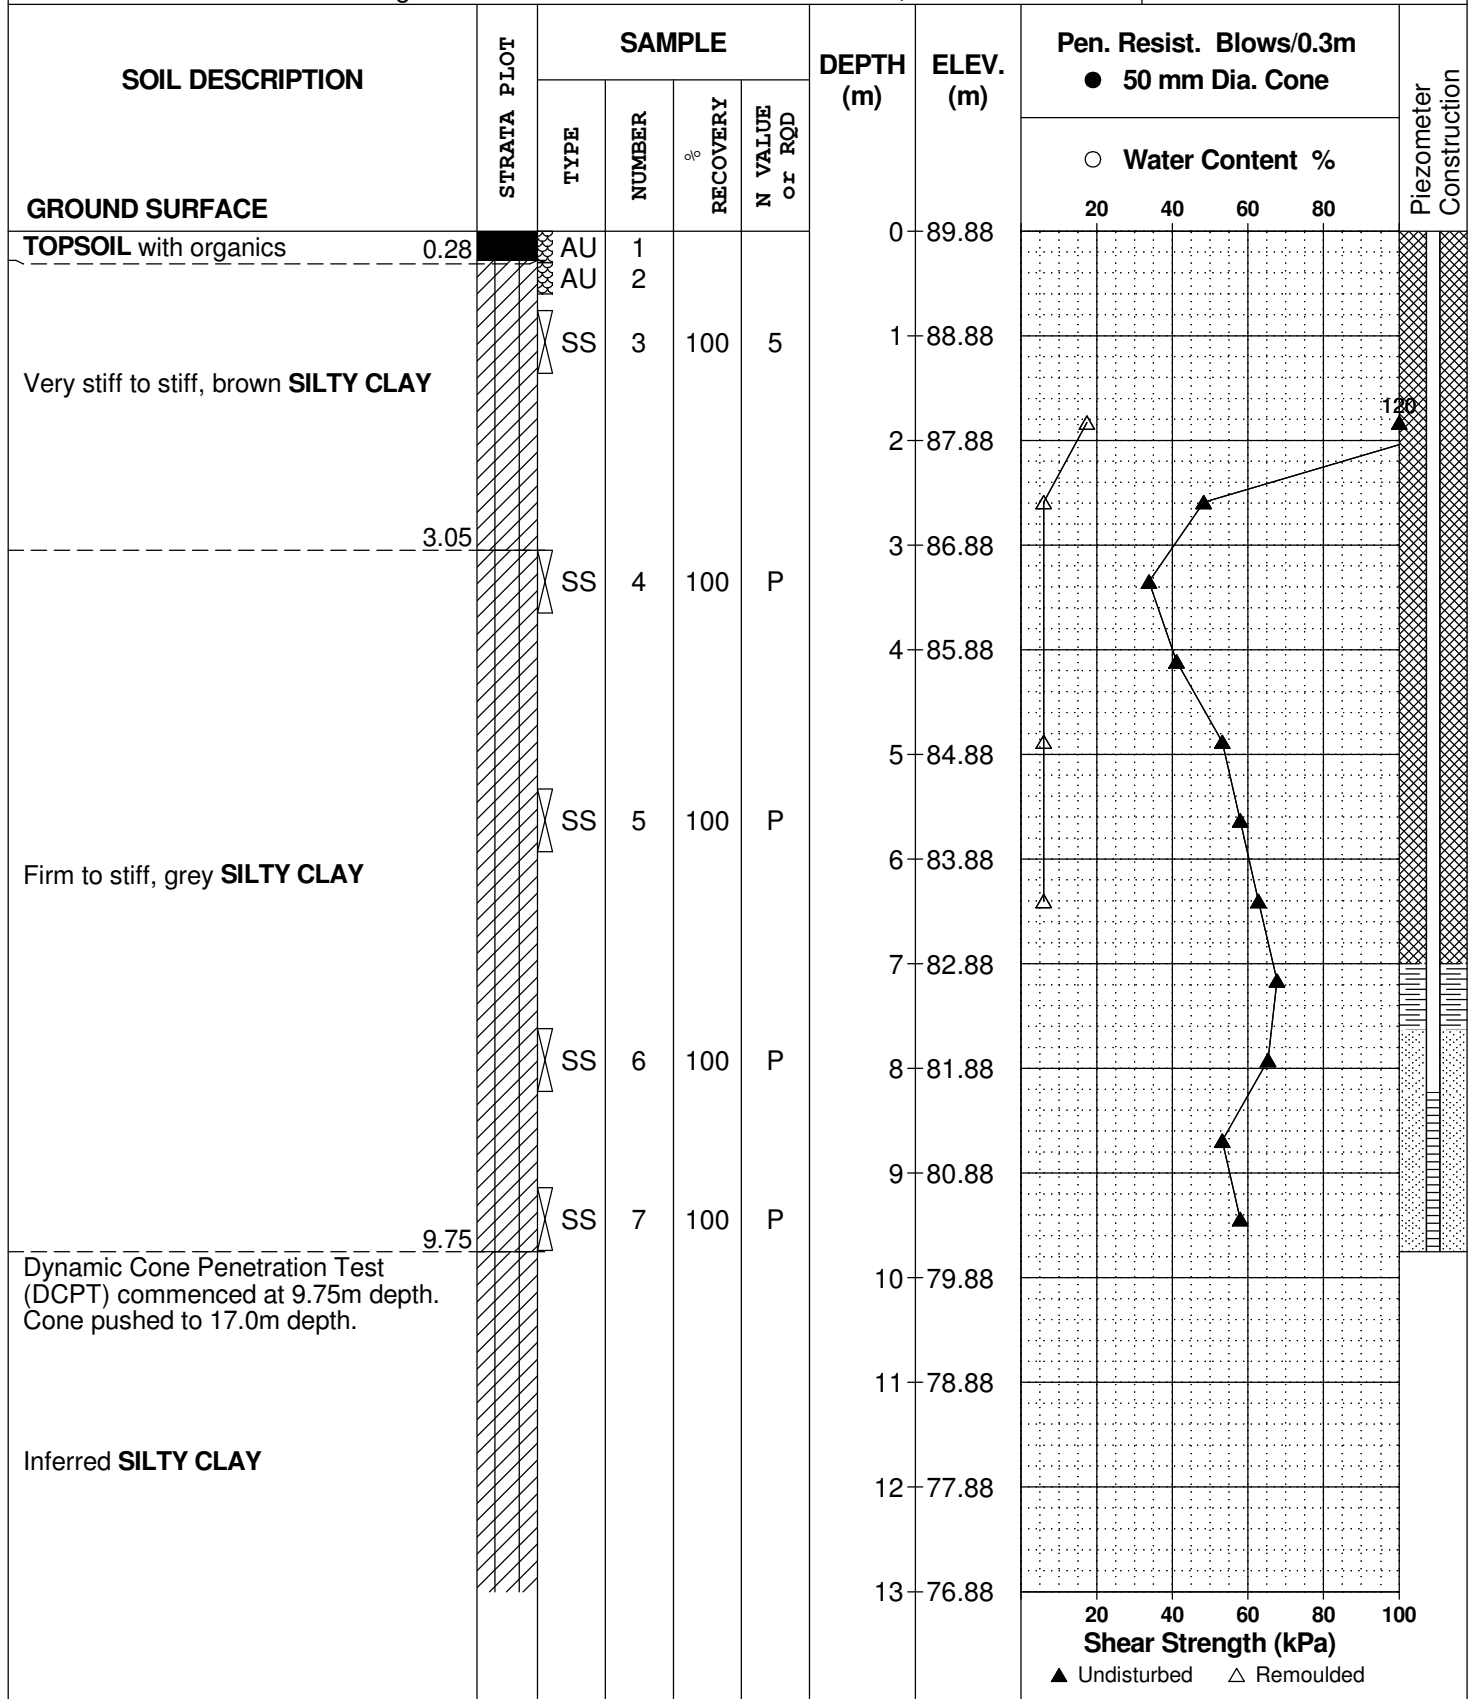 SOIL DESCRIPTION
GROUND SURFACE
STRATA PLOT
SAMPLE
TYPE
NUMBER
%
RECOVERY
N VALUE
or RQD
DEPTH
(m)
ELEV.
(m)
Pen. Resist. Blows/0.3m
● 50 mm Dia. Cone
○ Water Content %
20 40 60 80
Piezometer
Construction
TOPSOIL with organics 0.28
AU 1
AU 2
SS 3 100 5
Very stiff to stiff, brown SILTY CLAY
3.05
SS 4 100 P
SS 5 100 P
Firm to stiff, grey SILTY CLAY
SS 6 100 P
SS 7 100 P
9.75
Dynamic Cone Penetration Test
(DCPT) commenced at 9.75m depth.
Cone pushed to 17.0m depth.
Inferred SILTY CLAY
0 89.88
1 88.88
2 87.88
3 86.88
4 85.88
5 84.88
6 83.88
7 82.88
8 81.88
9 80.88
10 79.88
11 78.88
12 77.88
13 76.88
120
20 40 60 80 100
Shear Strength (kPa)
▲ Undisturbed △ Remoulded